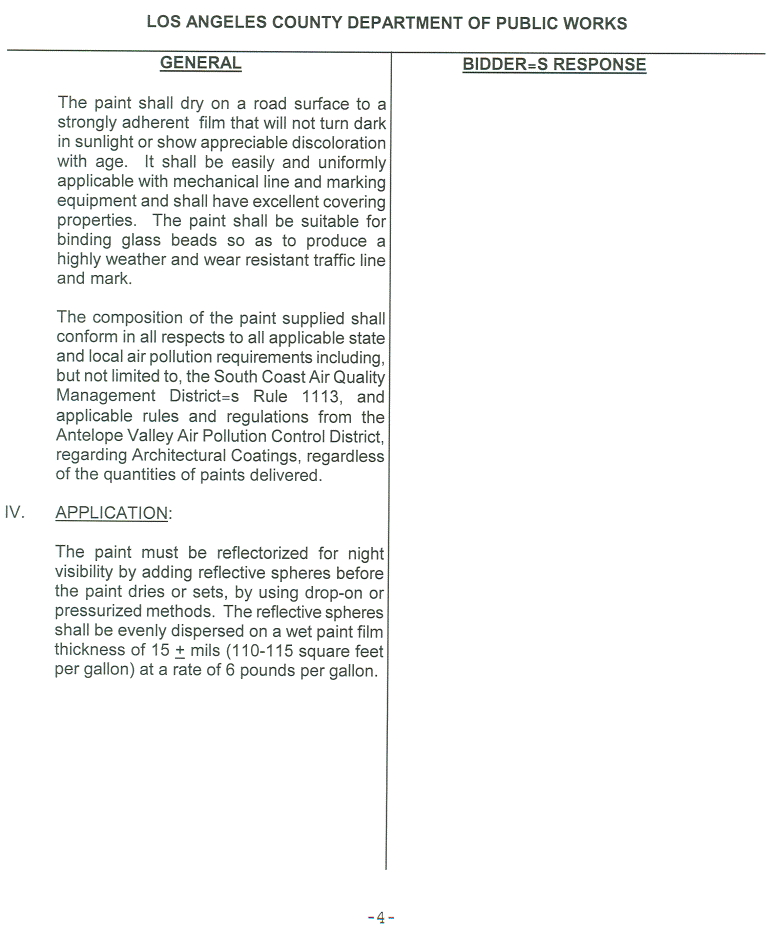 LOS ANGELES COUNTY DEPARTMENT OF PUBLIC WORKS
GENERAL
BIDDER=S RESPONSE
The paint shall dry on a road surface to a
strongly adherent film that will not turn dark
in sunlight or show appreciable discoloration
with age. It shall be easily and uniformly
applicable with mechanical line and marking
equipment and shall have excellent covering
properties. The paint shall be suitable for
binding glass beads so as to produce a
highly weather and wear resistant traffic line
and mark.
The composition of the paint supplied shall
conform in all respects to all applicable state
and local air pollution requirements including,
but not limited to, the South Coast Air Quality
Management District=s Rule 1113, and
applicable rules and regulations from the
Antelope Valley Air Pollution Control District,
regarding Architectural Coatings, regardless
of the quantities of paints delivered.
IV. APPLICATION:
The paint must be reflectorized for night
visibility by adding reflective spheres before
the paint dries or sets, by using drop-on or
pressurized methods. The reflective spheres
shall be evenly dispersed on a wet paint film
thickness of 15 ± mils (110-115 square feet
per gallon) at a rate of 6 pounds per gallon.
-4-